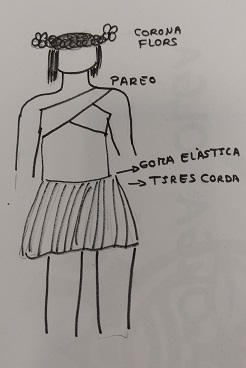 CORONA
FLORS
PAREO
GOMA ELÀSTICA
TIRES CORDA